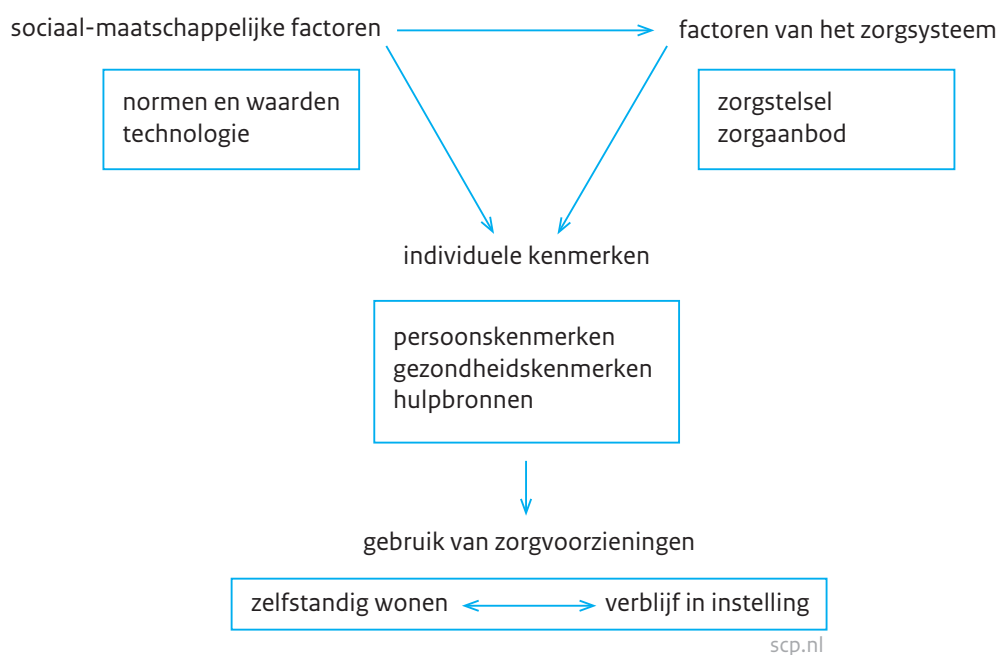 sociaal-maatschappelijke factoren
factoren van het zorgsysteem
normen en waarden
technologie
zorgstelsel
zorgaanbod
individuele kenmerken
persoonskenmerken
gezondheidskenmerken
hulpbronnen
gebruik van zorgvoorzieningen
zelfstandig wonen
verblijf in instelling
scp.nl